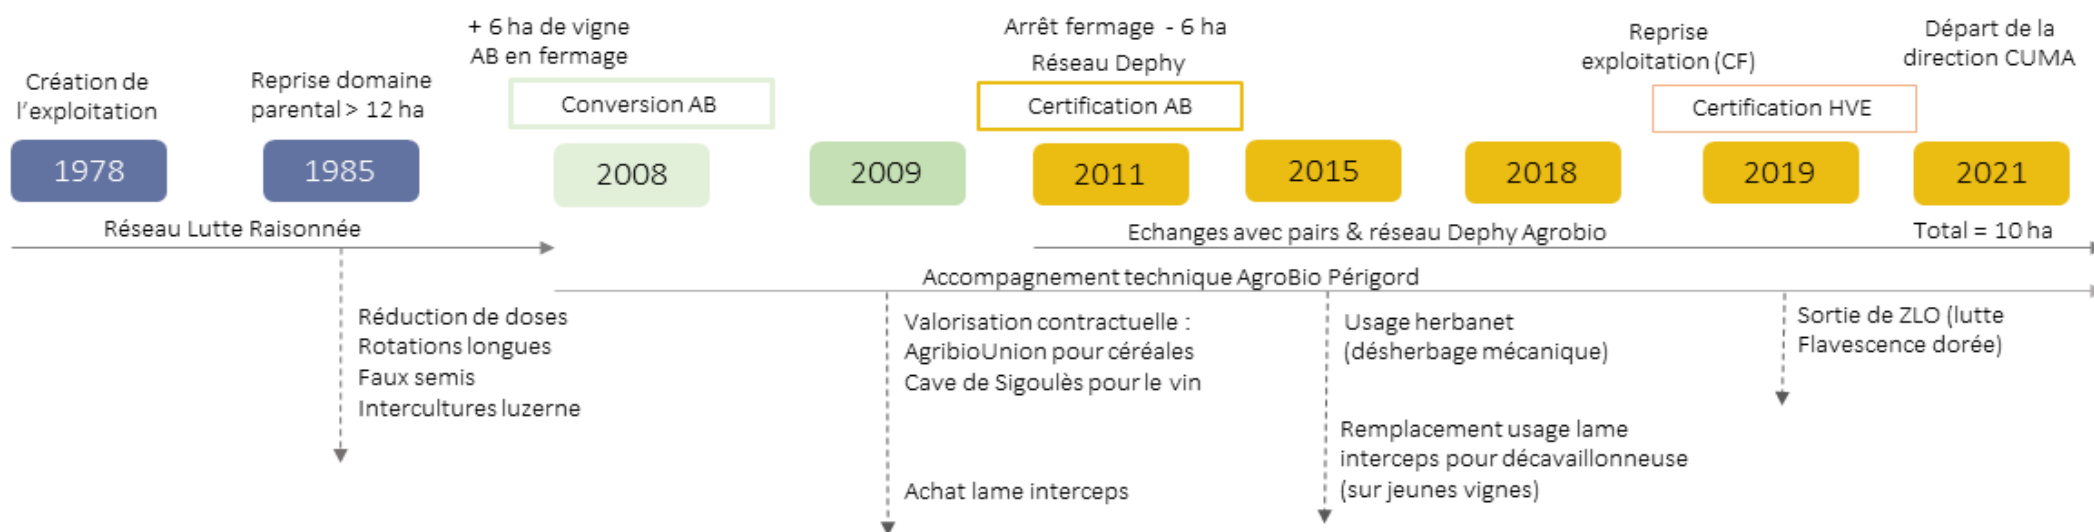 Création de
l'exploitation
1978
Reprise domaine
parental > 12 ha
1985
+ 6 ha de vigne
AB en fermage
Conversion AB
2008
2009
Arrêt fermage - 6 ha
Réseau Dephy
Certification AB
2011
2015
2018
Reprise
exploitation (CF)
Certification HVE
2019
Départ de la
direction CUMA
2021
Réseau Lutte Raisonnée
Echanges avec pairs & réseau Dephy Agrobio
Total = 10 ha
Accompagnement technique AgroBio Périgord
Réduction de doses
Rotations longues
Faux semis
Intercultures luzerne
Valorisation contractuelle :
AgribioUnion pour céréales
Cave de Sigoulès pour le vin
Achat lame interceps
Usage herbanet
(désherbage mécanique)
Remplacement usage lame
interceps pour décavaillonneuse
(sur jeunes vignes)
Sortie de ZLO (lutte
Flavescence dorée)